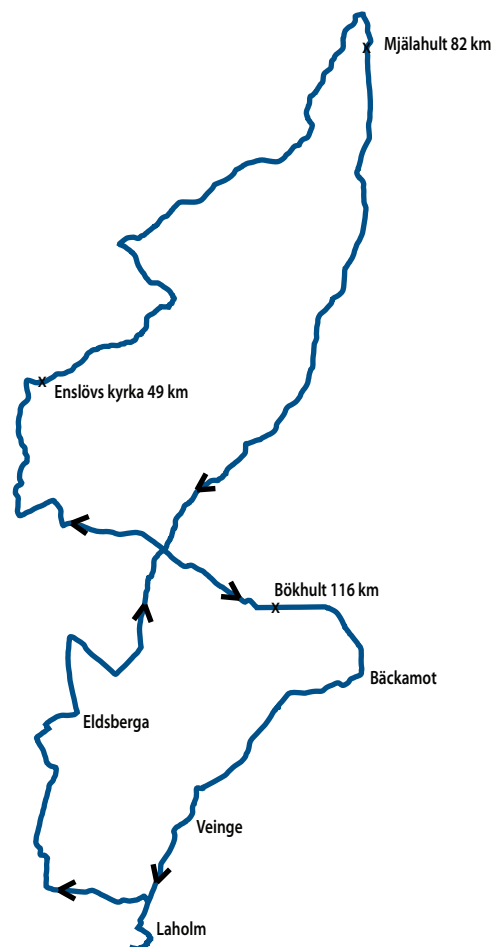 Mjälahult 82 km
Enslövs kyrka 49 km
Bökhult 116 km
Bäckamot
Eldsberga
Veinge
Laholm